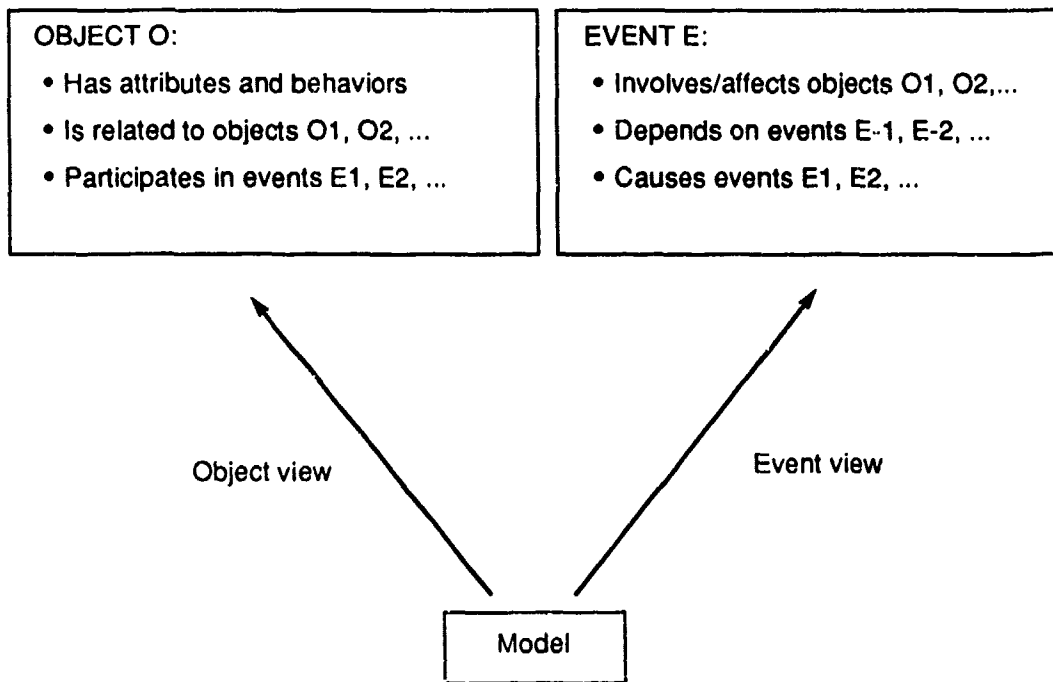 OBJECT O:
• Has attributes and behaviors
• Is related to objects O1, O2, ...
• Participates in events E1, E2, ...
EVENT E:
• Involves/affects objects O1, O2,...
• Depends on events E-1, E-2, ...
• Causes events E1, E2, ...
Object view
Event view
Model